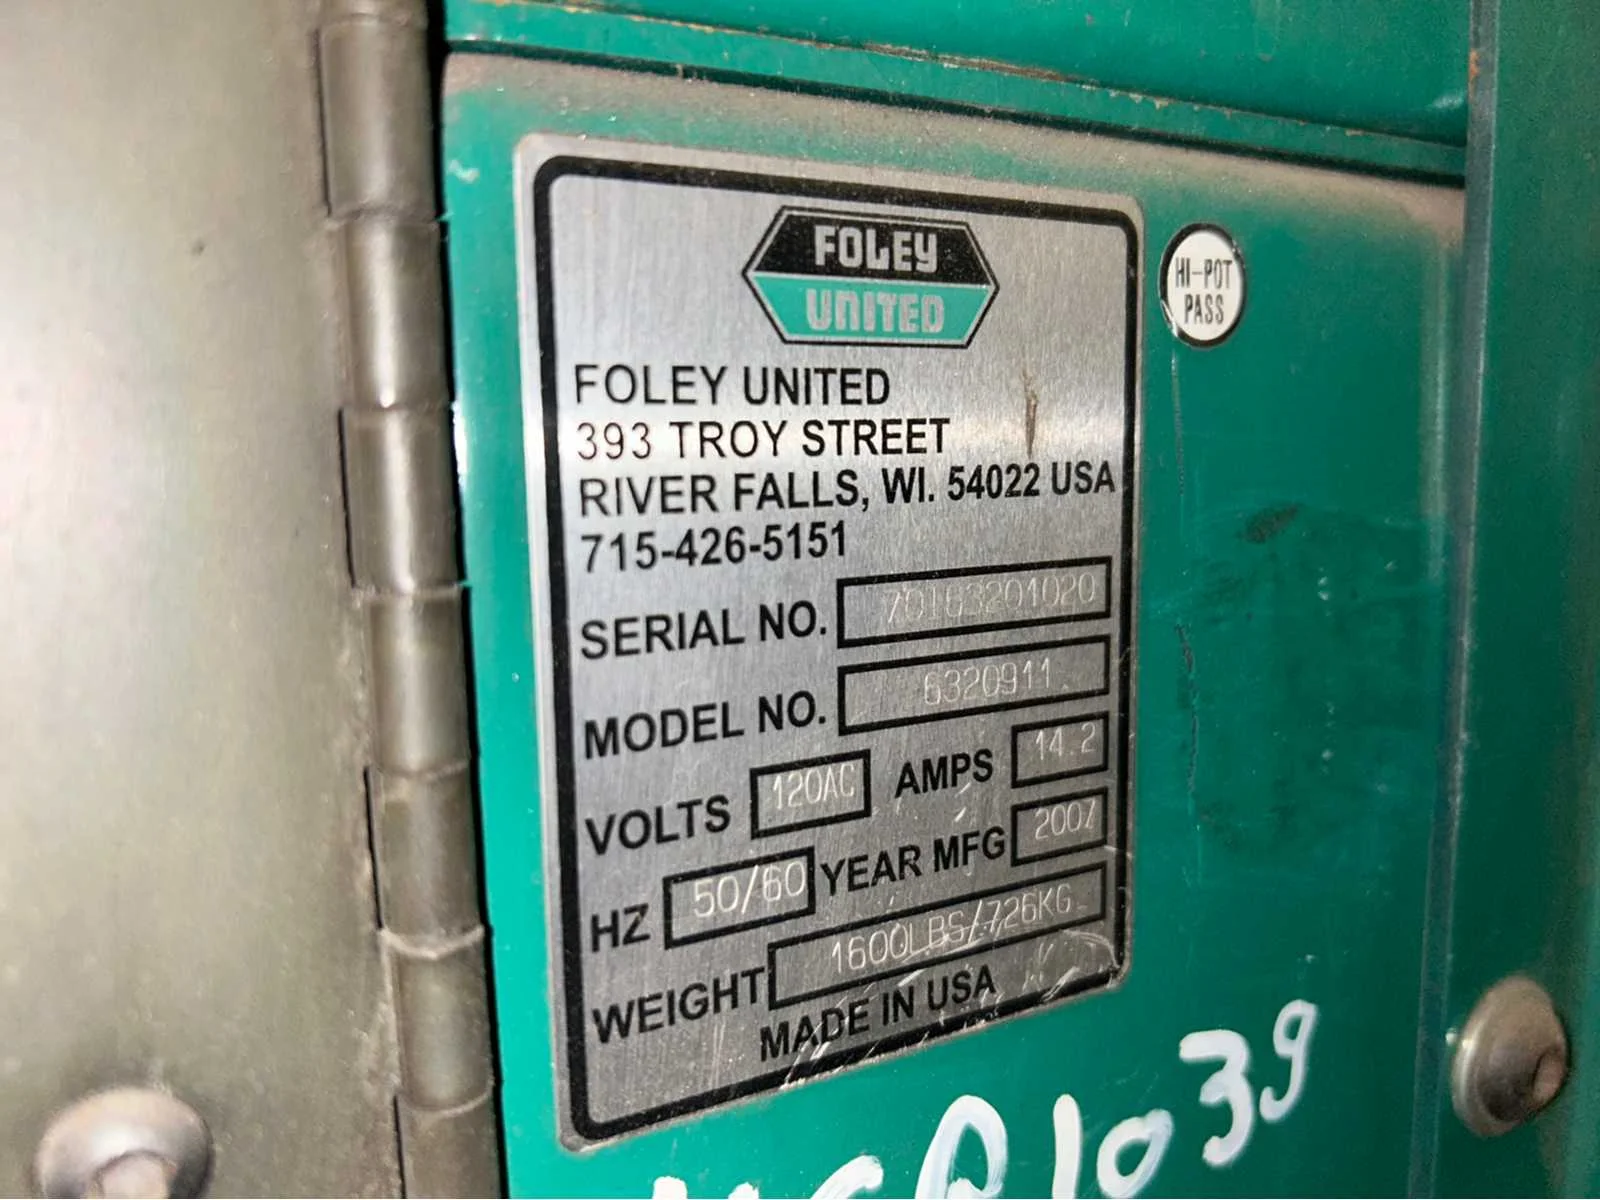 FOLEY
UNITED
HI-POT
PASS
FOLEY UNITED
393 TROY STREET
RIVER FALLS, WI. 54022 USA
715-426-5151
SERIAL NO. 70163201020
MODEL NO. 6320911
VOLTS 120AC AMPS 14.2
HZ 50/60 YEAR MFG 2007
WEIGHT 1600LBS/726KG
MADE IN USA